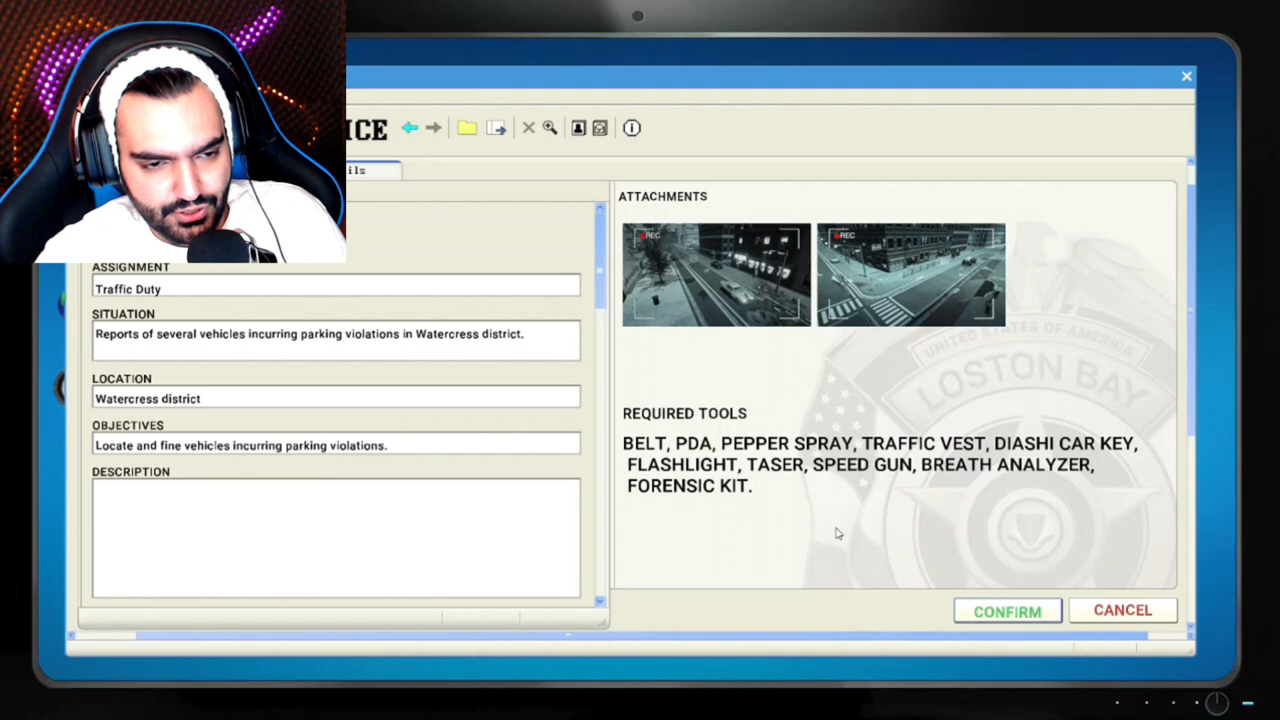 ICE
ils
ASSIGNMENT
Traffic Duty
SITUATION
Reports of several vehicles incurring parking violations in Watercress district.
LOCATION
Watercress district
OBJECTIVES
Locate and fine vehicles incurring parking violations.
DESCRIPTION
ATTACHMENTS
REC
REC
REQUIRED TOOLS
BELT, PDA, PEPPER SPRAY, TRAFFIC VEST, DIASHI CAR KEY,
FLASHLIGHT, TASER, SPEED GUN, BREATH ANALYZER,
FORENSIC KIT.
UNITED STATES OF AMERICA
LOSTON BAY
CONFIRM
CANCEL